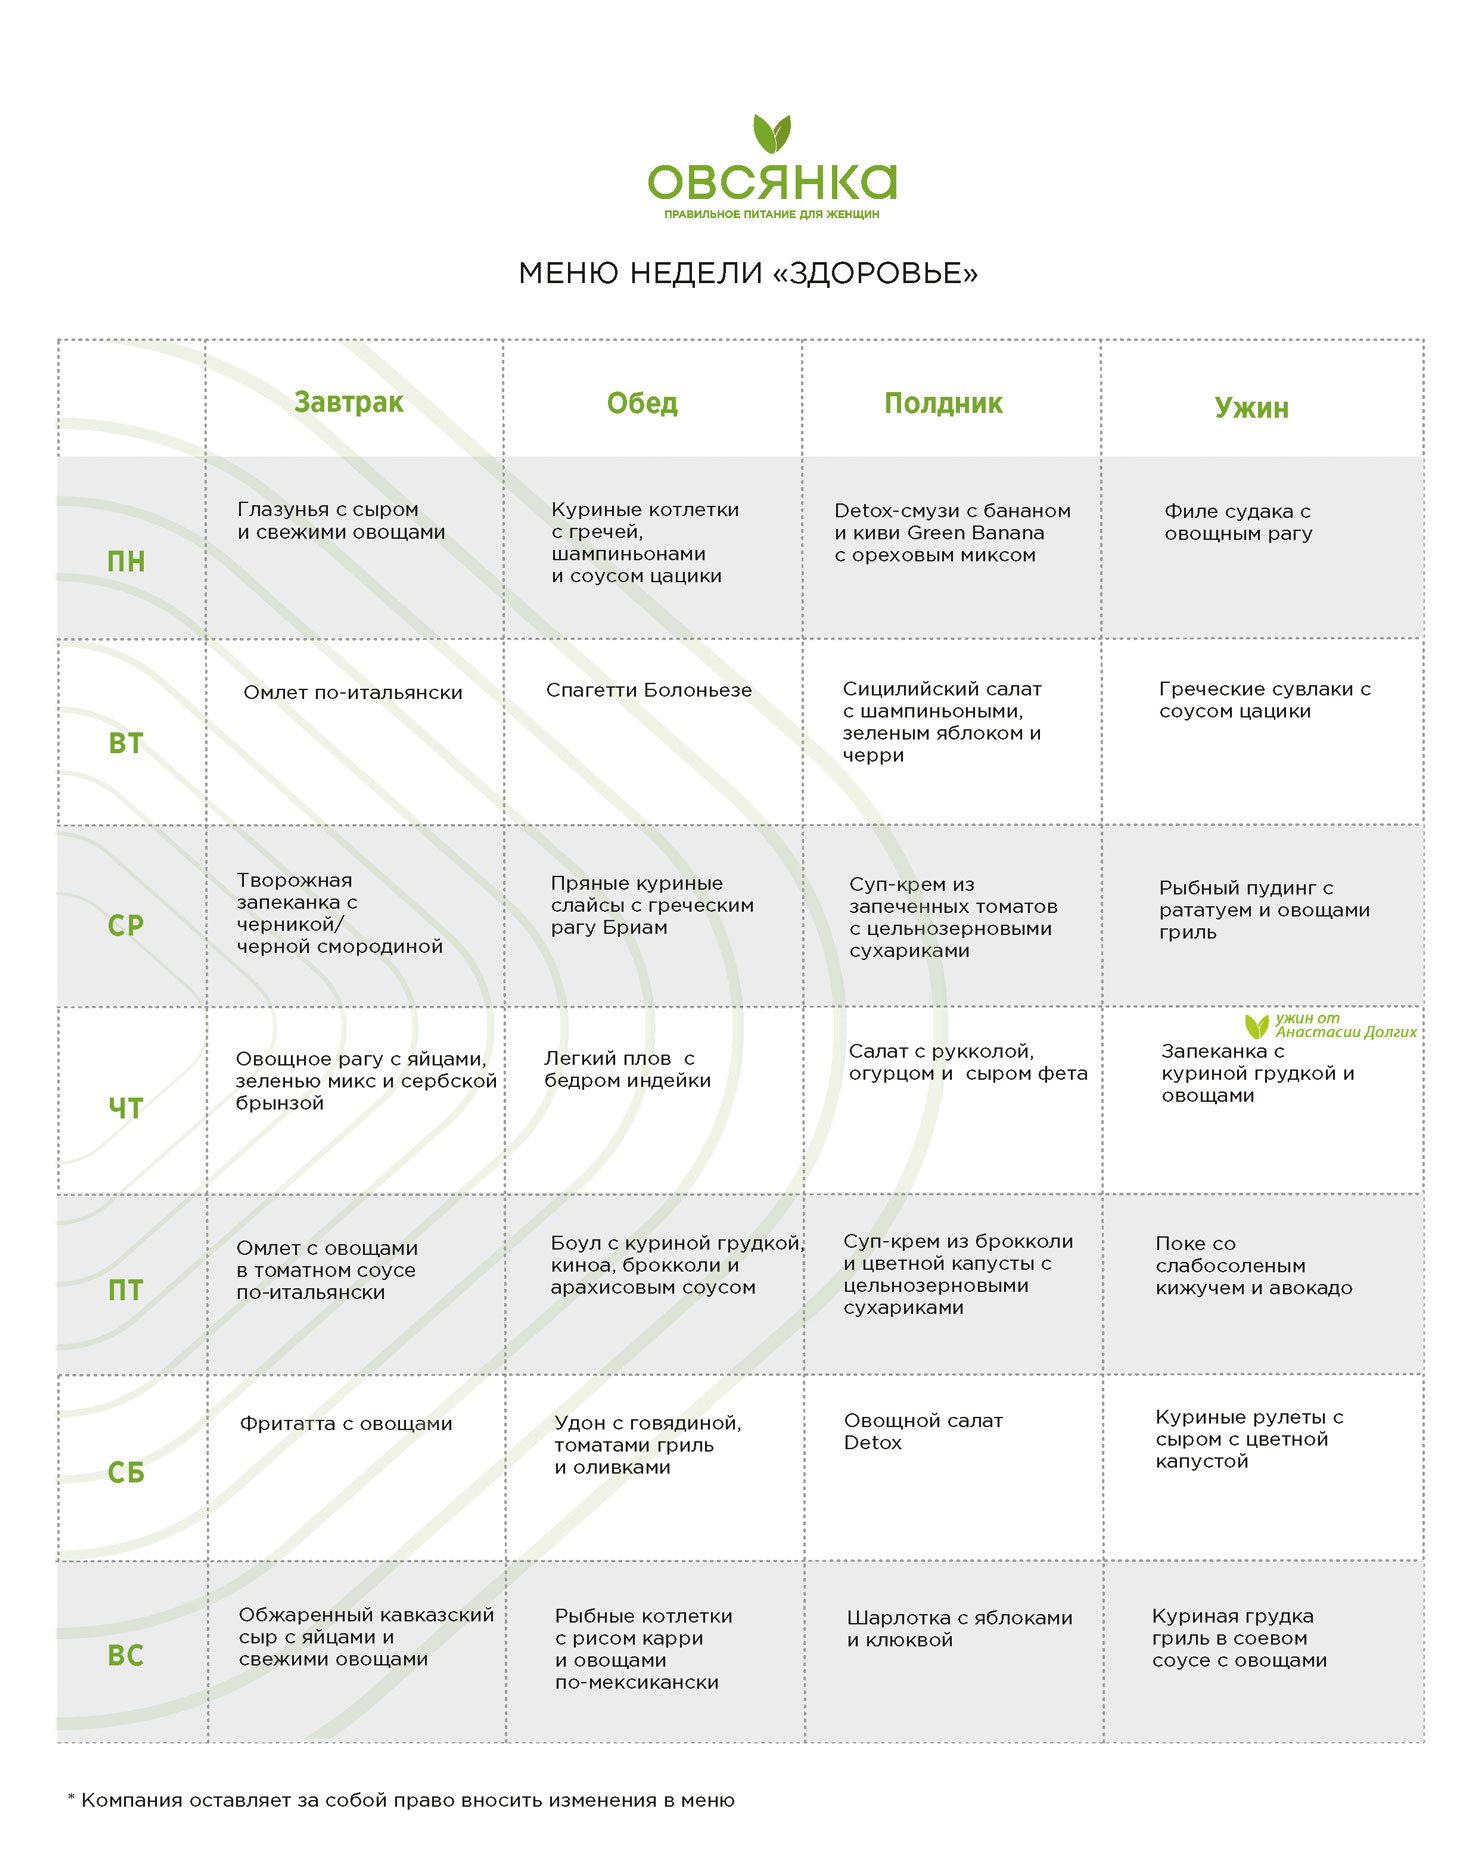 ОВСЯНКА
ПРАВИЛЬНОЕ ПИТАНИЕ ДЛЯ ЖЕНЩИН
МЕНЮ НЕДЕЛИ «ЗДОРОВЬЕ»
Завтрак
Обед
Полдник
Ужин
ПН
Глазунья с сыром
и свежими овощами
Куриные котлетки
с гречей,
шампиньонами
и соусом цацики
Detox-смузи с бананом
и киви Green Banana
с ореховым миксом
Филе судака с
овощным рагу
ВТ
Омлет по-итальянски
Спагетти Болоньезе
Сицилийский салат
с шампиньоными,
зеленым яблоком и
черри
Греческие сувлаки с
соусом цацики
СР
Творожная
запеканка с
черникой/
черной смородиной
Пряные куриные
слайсы с греческим
рагу Бриам
Суп-крем из
запеченных томатов
с цельнозерновыми
сухариками
Рыбный пудинг с
рататуем и овощами
гриль
ЧТ
Овощное рагу с яйцами,
зеленью микс и сербской
брынзой
Легкий плов с
бедром индейки
Салат с рукколой,
огурцом и сыром фета
ужин от
Анастасии Долгих
Запеканка с
куриной грудкой и
овощами
ПТ
Омлет с овощами
в томатном соусе
по-итальянски
Боул с куриной грудкой,
киноа, брокколи и
арахисовым соусом
Суп-крем из брокколи
и цветной капусты с
цельнозерновыми
сухариками
Поке со
слабосоленым
кижучем и авокадо
СБ
Фритатта с овощами
Удон с говядиной,
томатами гриль
и оливками
Овощной салат
Detox
Куриные рулеты с
сыром с цветной
капустой
ВС
Обжаренный кавказский
сыр с яйцами и
свежими овощами
Рыбные котлетки
с рисом карри
и овощами
по-мексикански
Шарлотка с яблоками
и клюквой
Куриная грудка
гриль в соевом
соусе с овощами
* Компания оставляет за собой право вносить изменения в меню